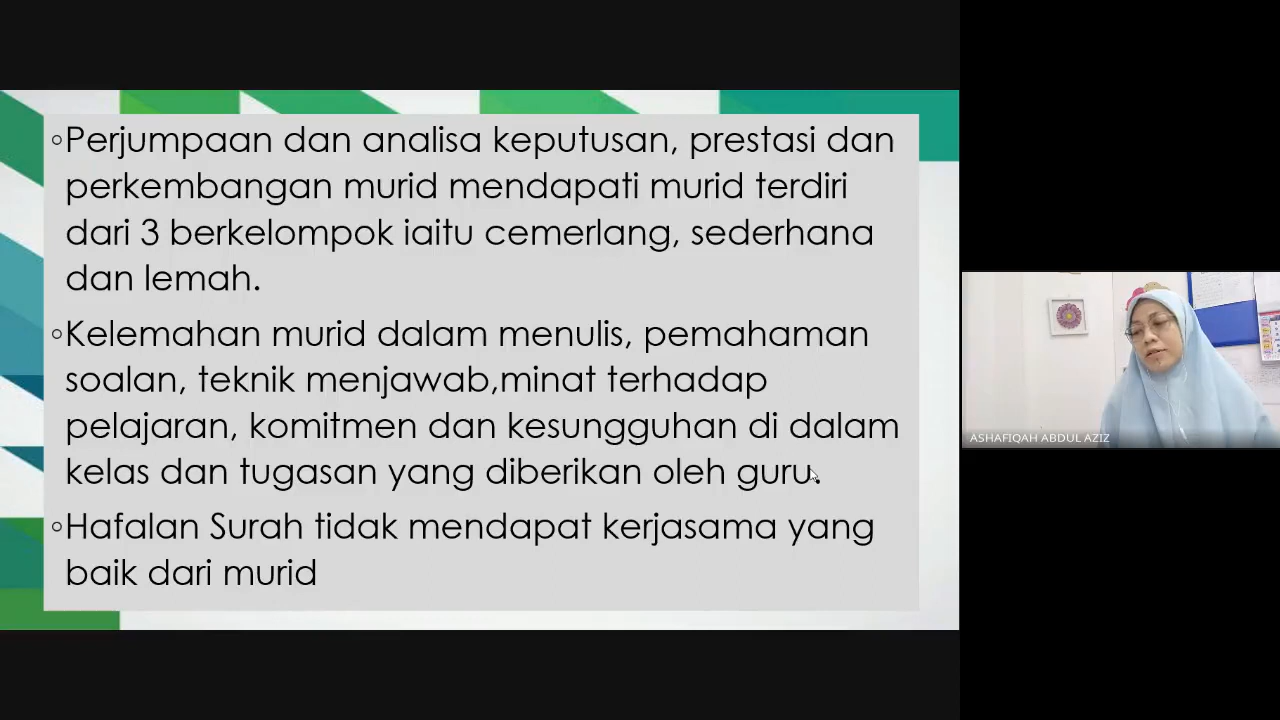 ◦Perjumpaan dan analisa keputusan, prestasi dan
perkembangan murid mendapati murid terdiri
dari 3 berkelompok iaitu cemerlang, sederhana
dan lemah.
◦Kelemahan murid dalam menulis, pemahaman
soalan, teknik menjawab,minat terhadap
pelajaran, komitmen dan kesungguhan di dalam
kelas dan tugasan yang diberikan oleh guru.
◦Hafalan Surah tidak mendapat kerjasama yang
baik dari murid
ASHAFIQAH ABDUL AZIZ